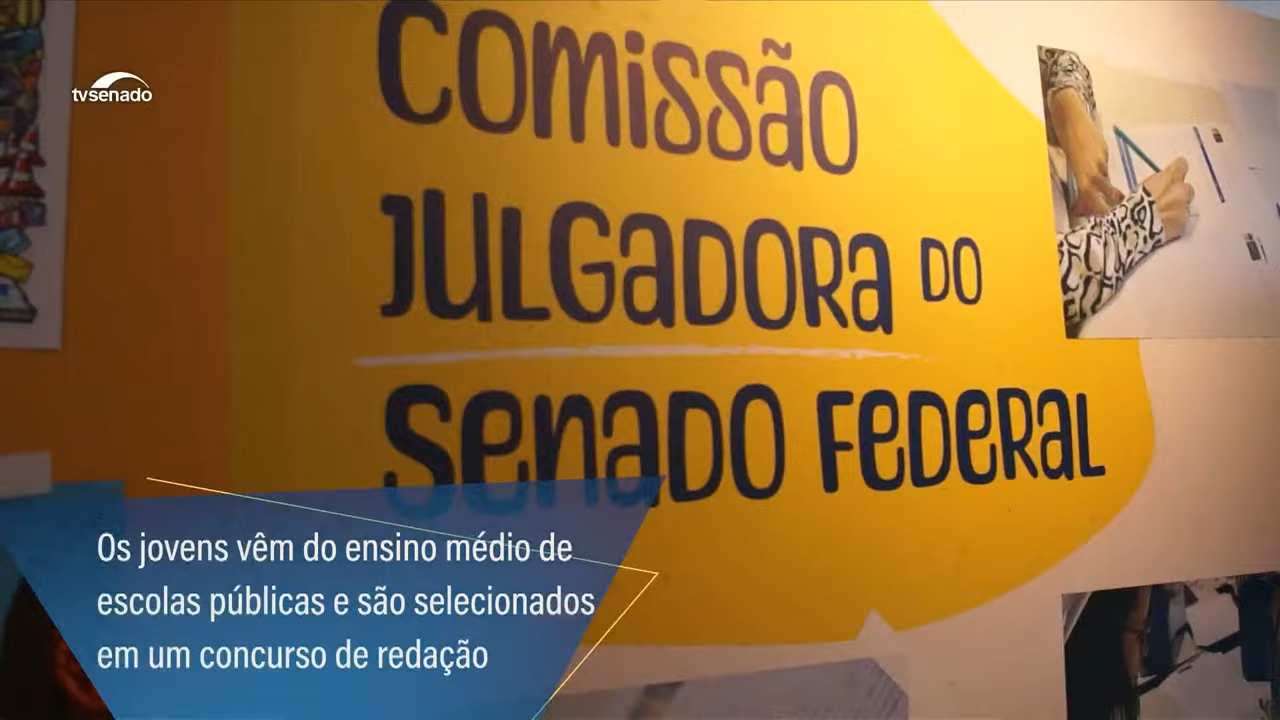 tvsenado
COMISSÃO
JULGADORA DO
SENADO FEDERAL
Os jovens vêm do ensino médio de
escolas públicas e são selecionados
em um concurso de redação